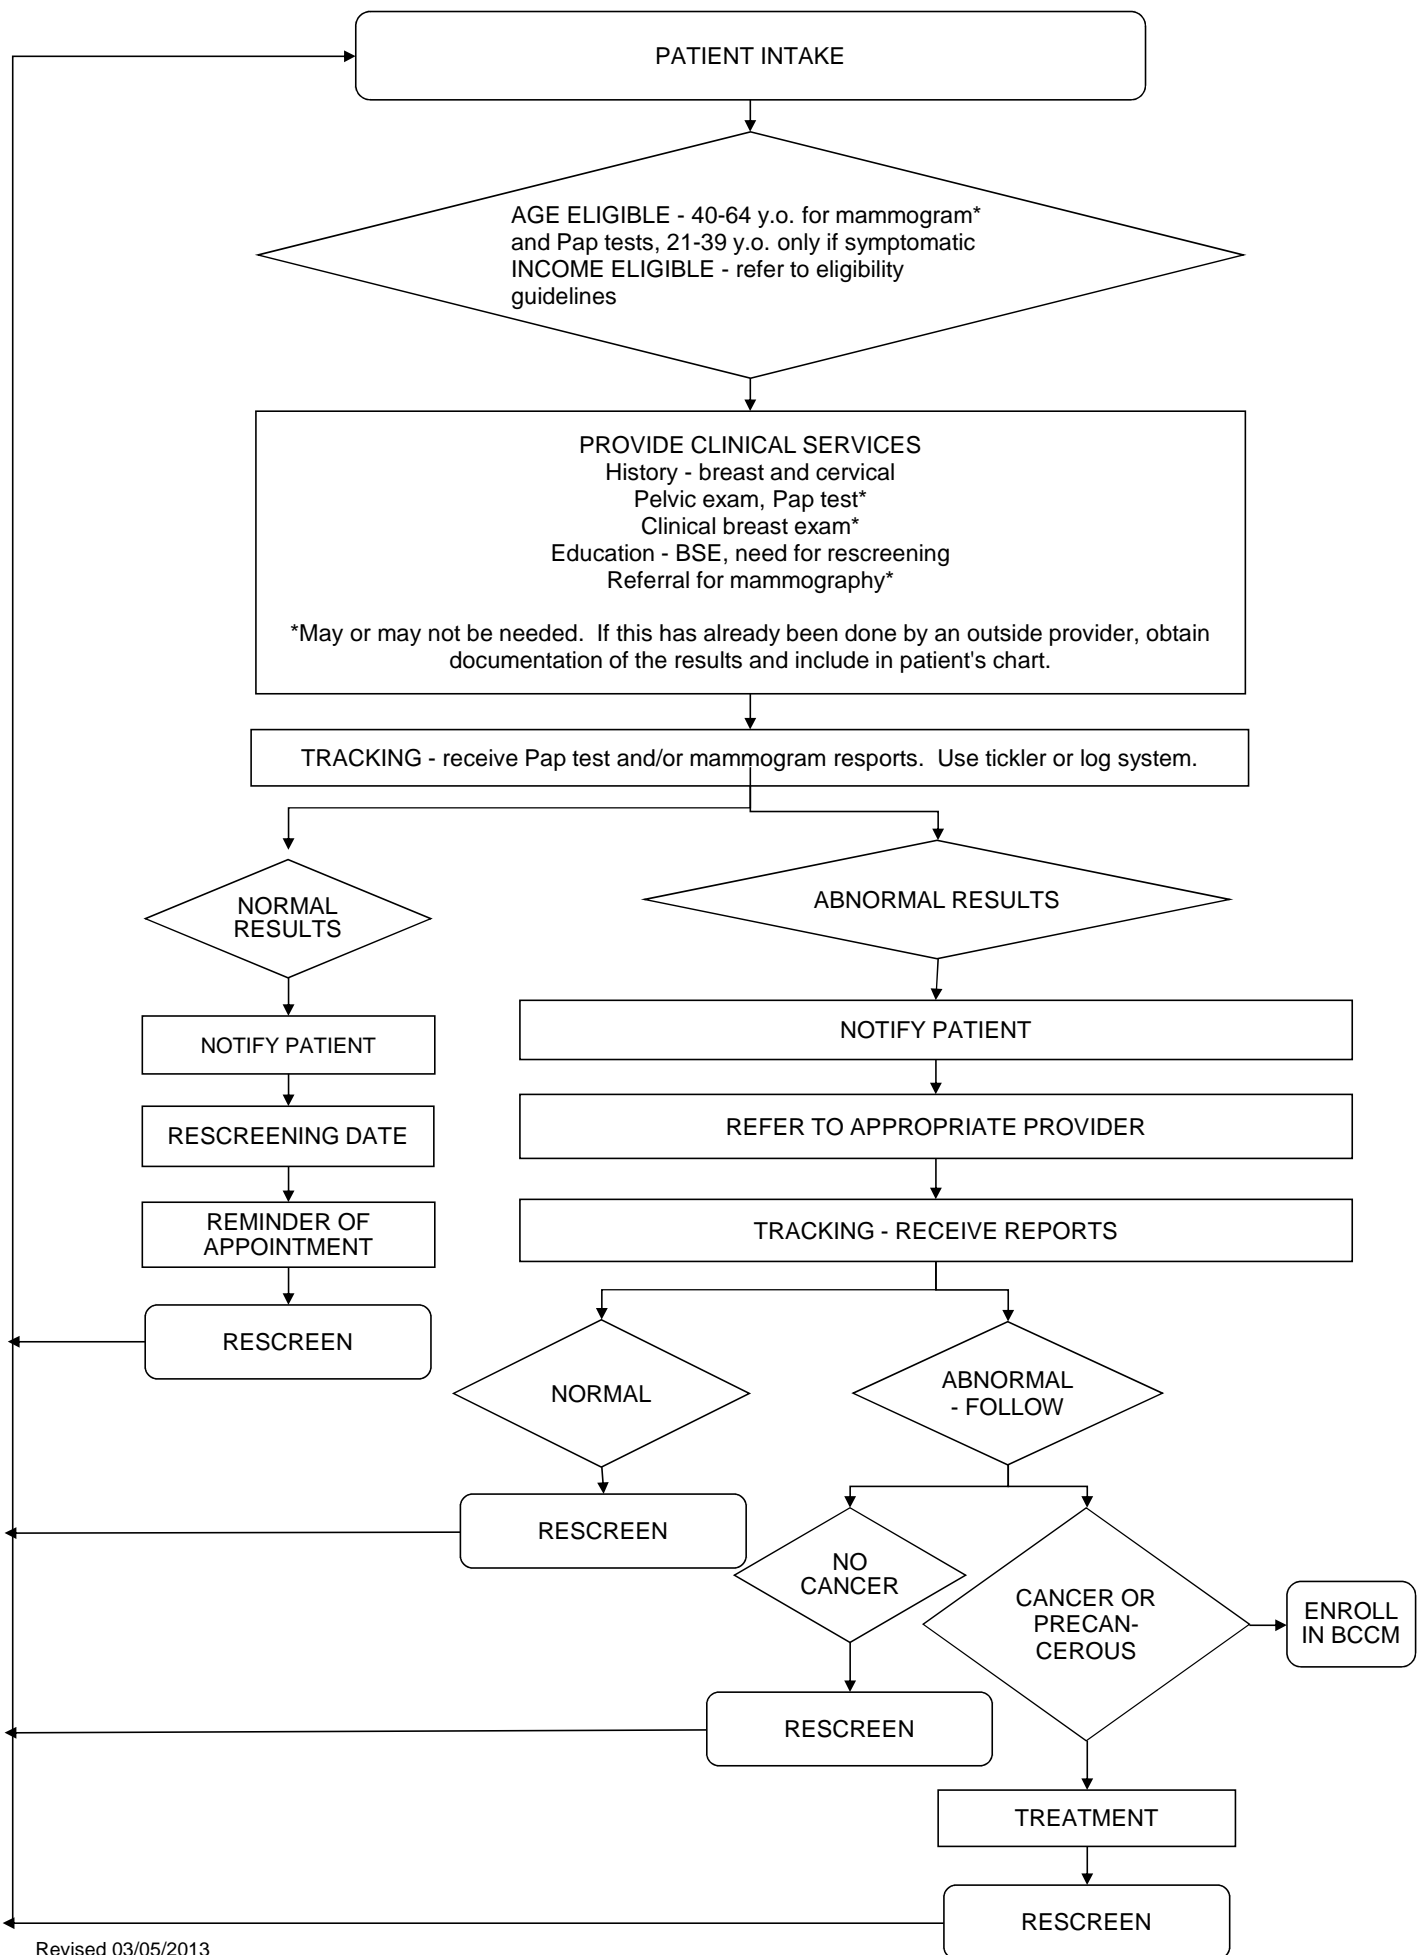 PATIENT INTAKE
AGE ELIGIBLE - 40-64 y.o. for mammogram*
and Pap tests, 21-39 y.o. only if symptomatic
INCOME ELIGIBLE - refer to eligibility
guidelines
PROVIDE CLINICAL SERVICES
History - breast and cervical
Pelvic exam, Pap test*
Clinical breast exam*
Education - BSE, need for rescreening
Referral for mammography*
*May or may not be needed.  If this has already been done by an outside provider, obtain
documentation of the results and include in patient's chart.
TRACKING - receive Pap test and/or mammogram resports.  Use tickler or log system.
NORMAL
RESULTS
ABNORMAL RESULTS
NOTIFY PATIENT
NOTIFY PATIENT
RESCREENING DATE
REFER TO APPROPRIATE PROVIDER
REMINDER OF
APPOINTMENT
TRACKING - RECEIVE REPORTS
RESCREEN
NORMAL
ABNORMAL
- FOLLOW
RESCREEN
NO
CANCER
CANCER OR
PRECAN-
CEROUS
ENROLL
IN BCCM
RESCREEN
TREATMENT
RESCREEN
Revised 03/05/2013